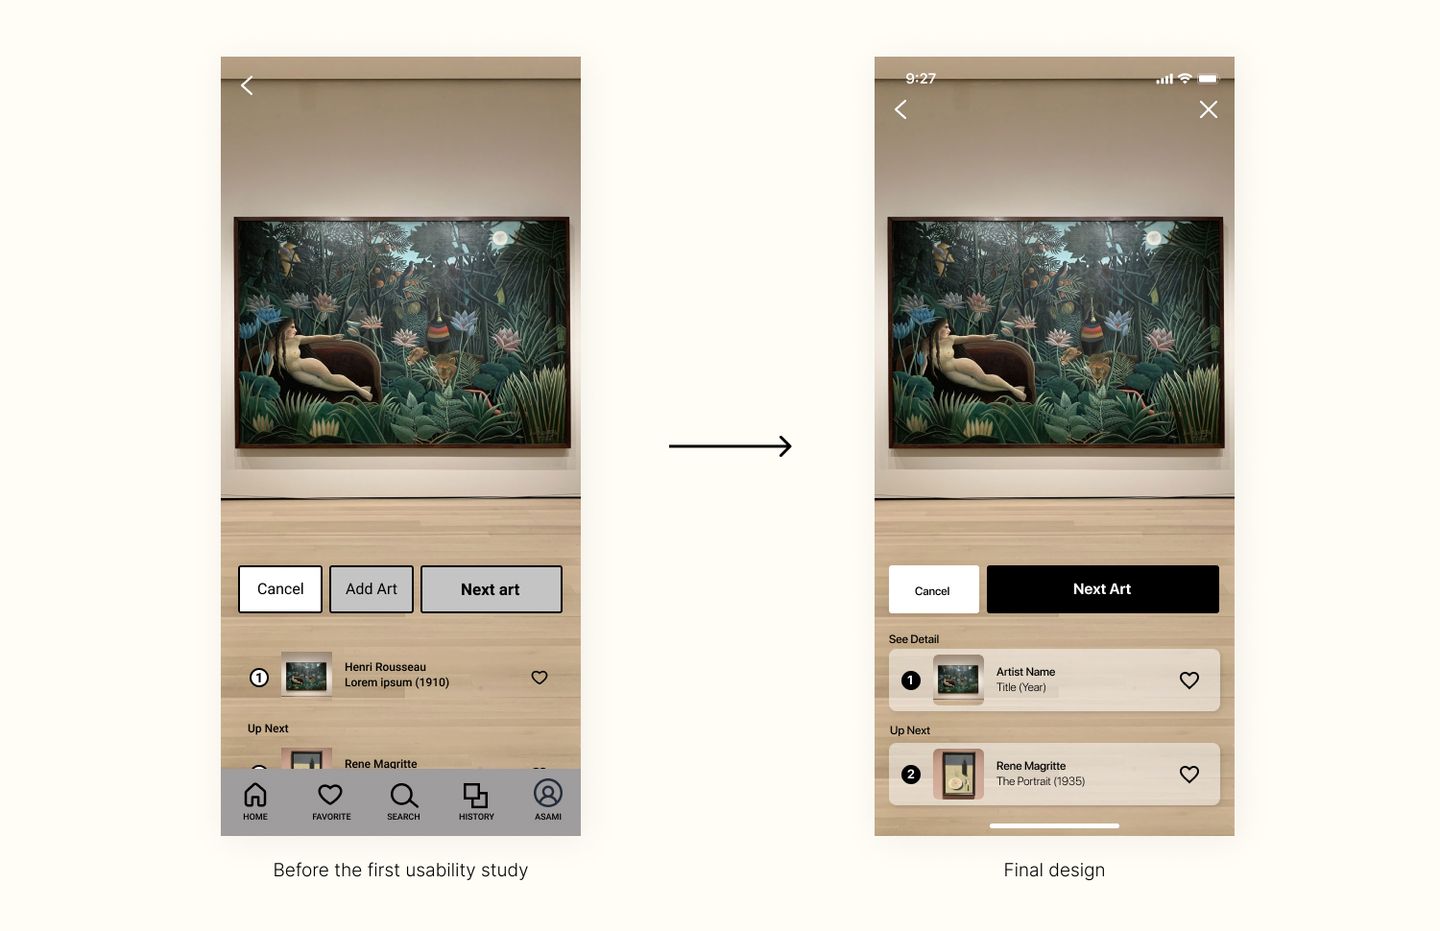 Cancel
Add Art
Next art
1
Henri Rousseau
Lorem ipsum (1910)
Up Next
Rene Magritte
HOME
FAVORITE
SEARCH
HISTORY
ASAMI
Before the first usability study
9:27
Cancel
Next Art
See Detail
1
Artist Name
Title (Year)
Up Next
2
Rene Magritte
The Portrait (1935)
Final design